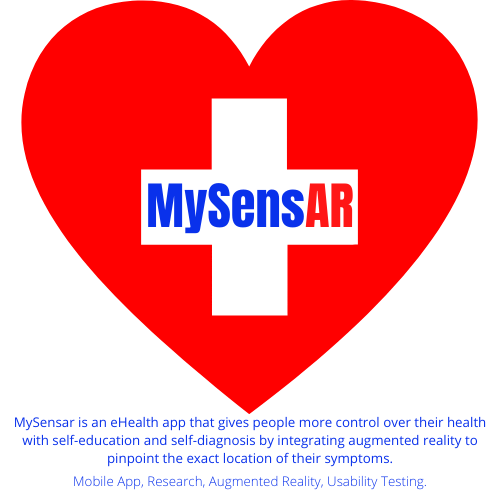 MySensAR
MySensar is an eHealth app that gives people more control over their health
with self-education and self-diagnosis by integrating augmented reality to
pinpoint the exact location of their symptoms.
Mobile App, Research, Augmented Reality, Usability Testing.